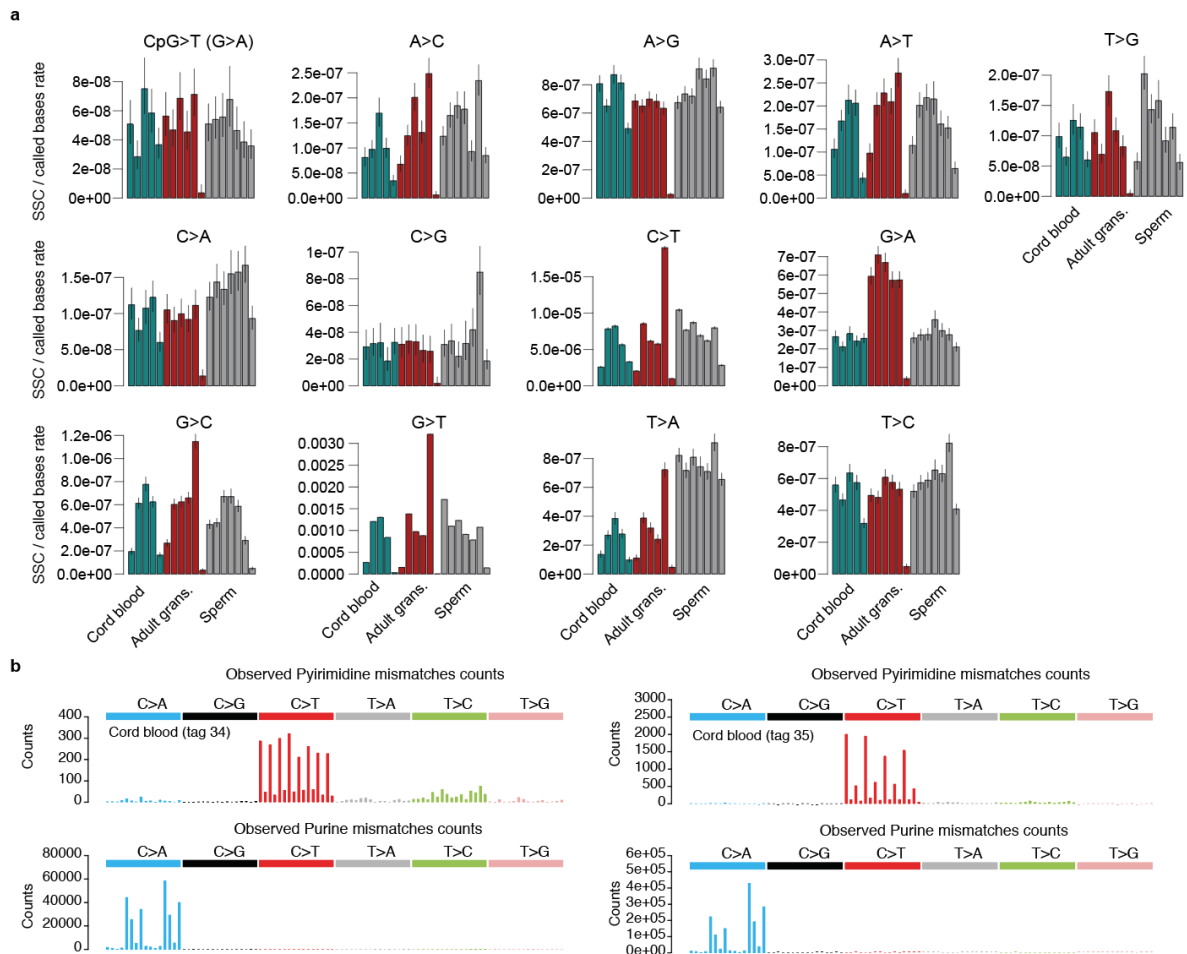 a
CpG>T (G>A)
SSC / called bases rate
8e-08
6e-08
4e-08
2e-08
0e+00
A>C
2.5e-07
2.0e-07
1.5e-07
1.0e-07
5.0e-08
0.0e+00
A>G
8e-07
6e-07
4e-07
2e-07
0e+00
A>T
3.0e-07
2.5e-07
2.0e-07
1.5e-07
1.0e-07
5.0e-08
0.0e+00
T>G
2.0e-07
1.5e-07
1.0e-07
5.0e-08
0.0e+00
Cord blood
Adult grans.
Sperm
C>A
SSC / called bases rate
1.5e-07
1.0e-07
5.0e-08
0.0e+00
C>G
1e-07
8e-08
6e-08
4e-08
2e-08
0e+00
C>T
1.5e-05
1.0e-05
5.0e-06
0.0e+00
G>A
7e-07
6e-07
5e-07
4e-07
3e-07
2e-07
1e-07
0e+00
G>C
SSC / called bases rate
1.2e-06
1.0e-06
8.0e-07
6.0e-07
4.0e-07
2.0e-07
0.0e+00
Cord blood
Adult grans.
Sperm
G>T
0.0030
0.0025
0.0020
0.0015
0.0010
0.0005
0.0000
Cord blood
Adult grans.
Sperm
T>A
8e-07
6e-07
4e-07
2e-07
0e+00
Cord blood
Adult grans.
Sperm
T>C
8e-07
6e-07
4e-07
2e-07
0e+00
Cord blood
Adult grans.
Sperm
b
Observed Pyirimidine mismatches counts
C>A C>G C>T T>A T>C T>G
Cord blood (tag 34)
Counts
400
300
200
100
0
Observed Purine mismatches counts
C>A C>G C>T T>A T>C T>G
Counts
80000
60000
40000
20000
0
Observed Pyirimidine mismatches counts
C>A C>G C>T T>A T>C T>G
Cord blood (tag 35)
Counts
3000
2500
2000
1500
1000
500
0
Observed Purine mismatches counts
C>A C>G C>T T>A T>C T>G
Counts
6e+05
5e+05
4e+05
3e+05
2e+05
1e+05
0e+00